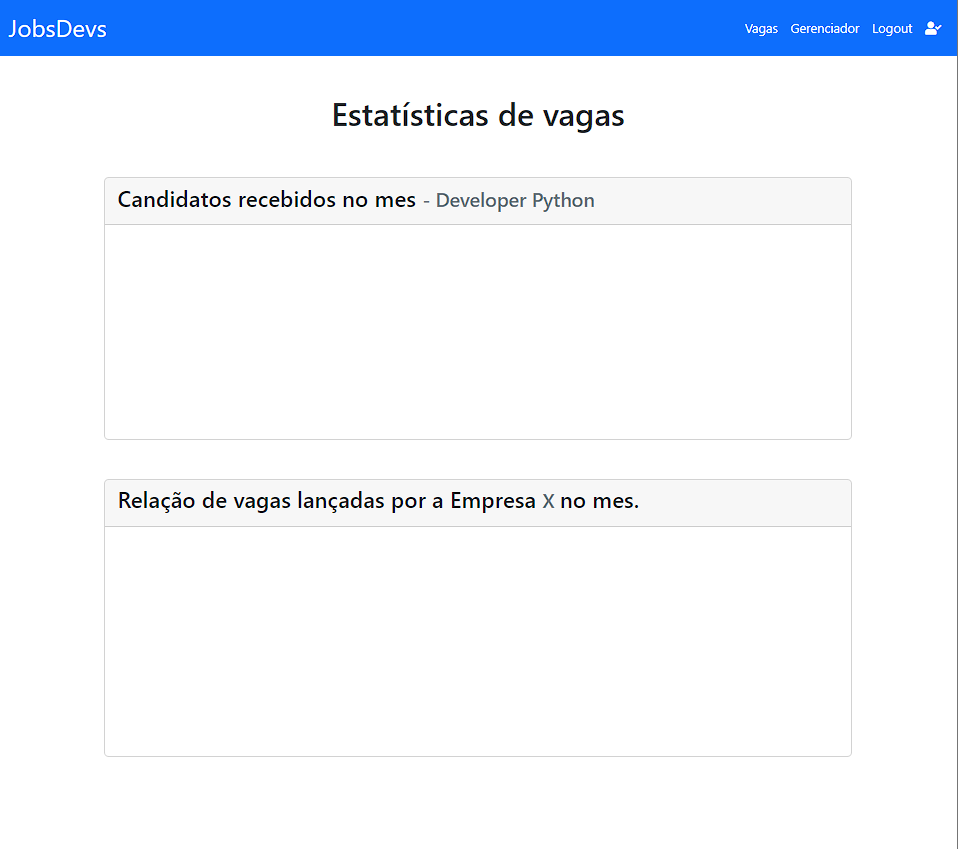 JobsDevs Vagas Gerenciador Logout
Estatísticas de vagas
Candidatos recebidos no mes - Developer Python
Relação de vagas lançadas por a Empresa X no mes.